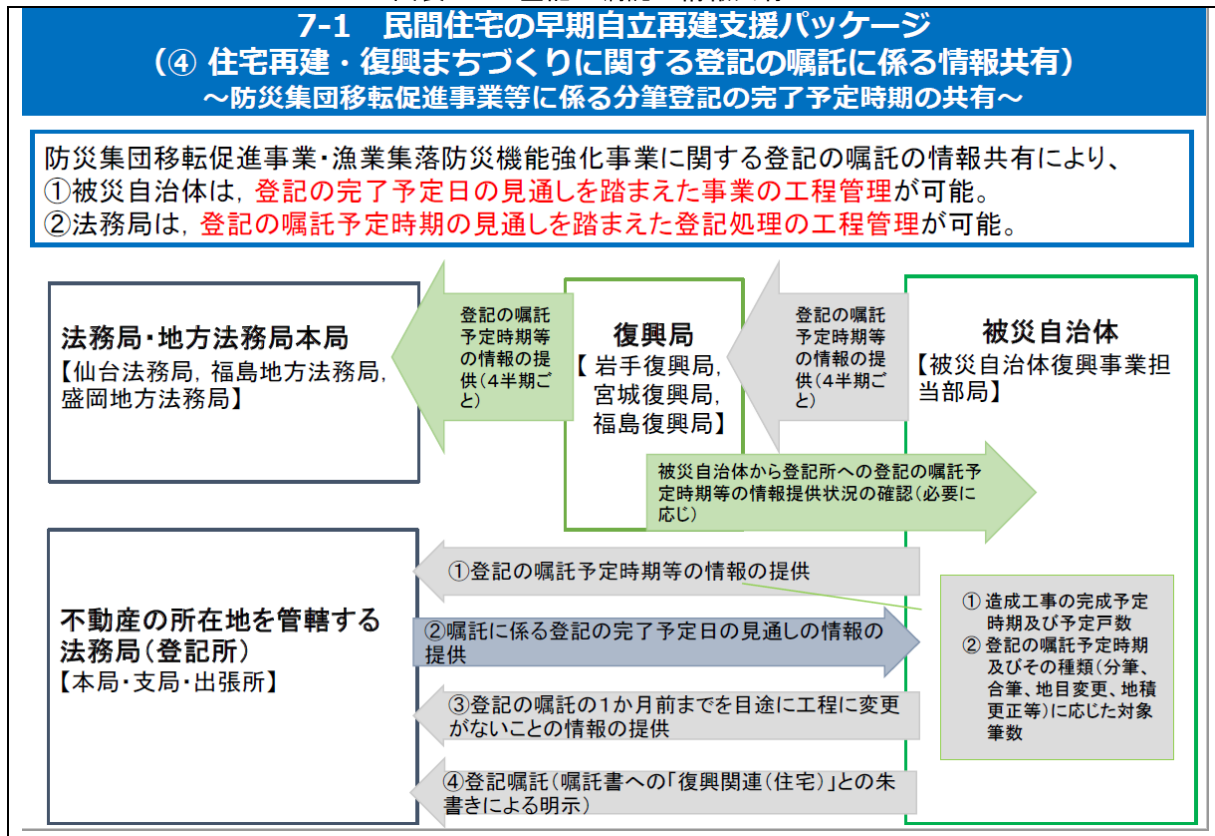 7-1 民間住宅の早期自立再建支援パッケージ
(④ 住宅再建・復興まちづくりに関する登記の嘱託に係る情報共有)
~防災集団移転促進事業等に係る分筆登記の完了予定時期の共有~
防災集団移転促進事業・漁業集落防災機能強化事業に関する登記の嘱託の情報共有により、
①被災自治体は,登記の完了予定日の見通しを踏まえた事業の工程管理が可能。
②法務局は,登記の嘱託予定時期の見通しを踏まえた登記処理の工程管理が可能。
法務局・地方法務局本局
【仙台法務局,福島地方法務局,
盛岡地方法務局】
登記の嘱託
予定時期等
の情報の提
供(4半期ご
と)
復興局
【岩手復興局,
宮城復興局,
福島復興局】
登記の嘱託
予定時期等
の情報の提
供(4半期ご
と)
被災自治体
【被災自治体復興事業担
当部局】
被災自治体から登記所への登記の嘱託予
定時期等の情報提供状況の確認(必要に
応じ)
不動産の所在地を管轄する
法務局(登記所)
【本局・支局・出張所】
①登記の嘱託予定時期等の情報の提供
②嘱託に係る登記の完了予定日の見通しの情報の
提供
③登記の嘱託の1か月前までを目途に工程に変更
がないことの情報の提供
④登記嘱託(嘱託書への「復興関連(住宅)」との朱
書きによる明示)
① 造成工事の完成予定
時期及び予定戸数
② 登記の嘱託予定時期
及びその種類(分筆、
合筆、地目変更、地積
更正等)に応じた対象
筆数